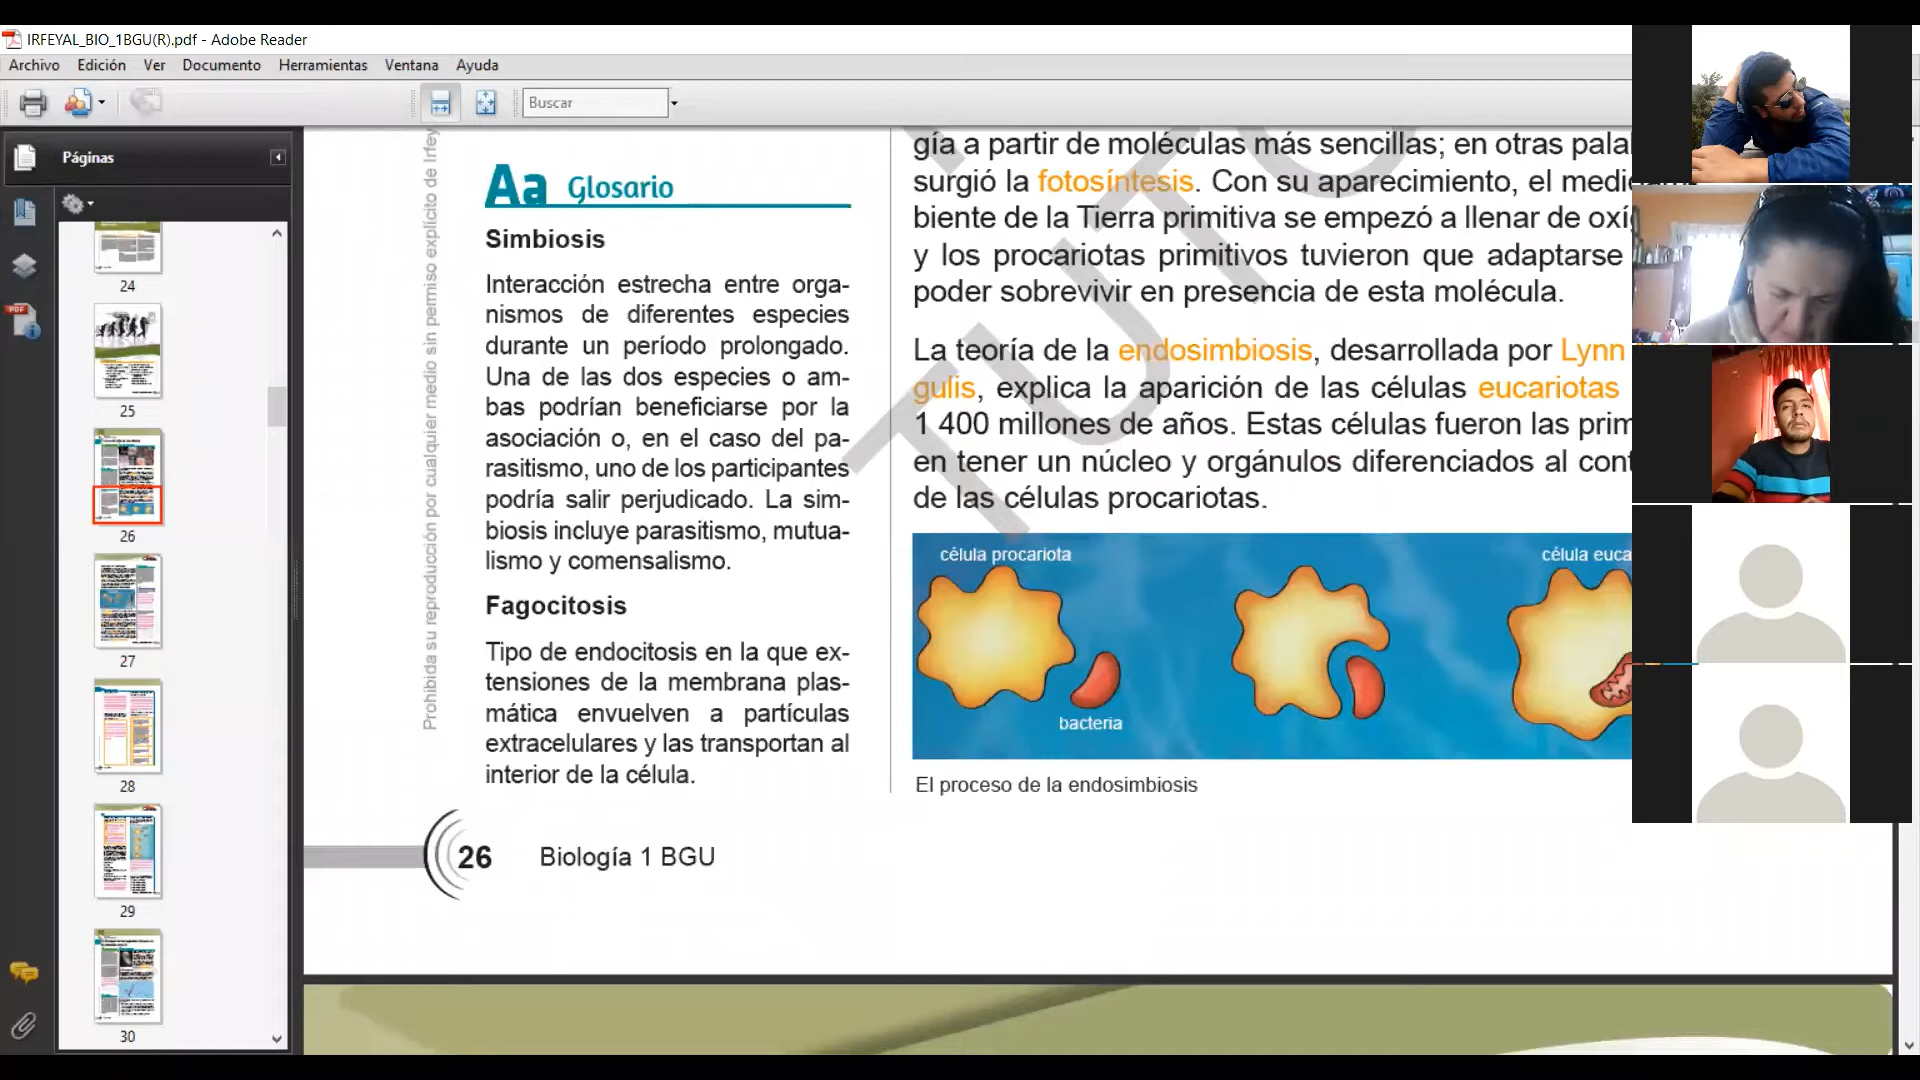 IRFEYAL_BIO_1BGU(R).pdf - Adobe Reader
Archivo Edición Ver Documento Herramientas Ventana Ayuda
Buscar
Páginas
24
25
26
27
28
29
30
Prohibida su reproducción por cualquier medio sin permiso explícito de Irfey
Aa Glosario
Simbiosis
Interacción estrecha entre orga-
nismos de diferentes especies
durante un período prolongado.
Una de las dos especies o am-
bas podrían beneficiarse por la
asociación o, en el caso del pa-
rasitismo, uno de los participantes
podría salir perjudicado. La sim-
biosis incluye parasitismo, mutua-
lismo y comensalismo.
Fagocitosis
Tipo de endocitosis en la que ex-
tensiones de la membrana plas-
mática envuelven a partículas
extracelulares y las transportan al
interior de la célula.
gía a partir de moléculas más sencillas; en otras pala
surgió la fotosíntesis. Con su aparecimiento, el medio
biente de la Tierra primitiva se empezó a llenar de oxí
y los procariotas primitivos tuvieron que adaptarse
poder sobrevivir en presencia de esta molécula.
La teoría de la endosimbiosis, desarrollada por Lynn
gulis, explica la aparición de las células eucariotas
1 400 millones de años. Estas células fueron las prim
en tener un núcleo y orgánulos diferenciados al cont
de las células procariotas.
célula procariota
célula euca
bacteria
El proceso de la endosimbiosis
26 Biología 1 BGU
TUTO
PDF